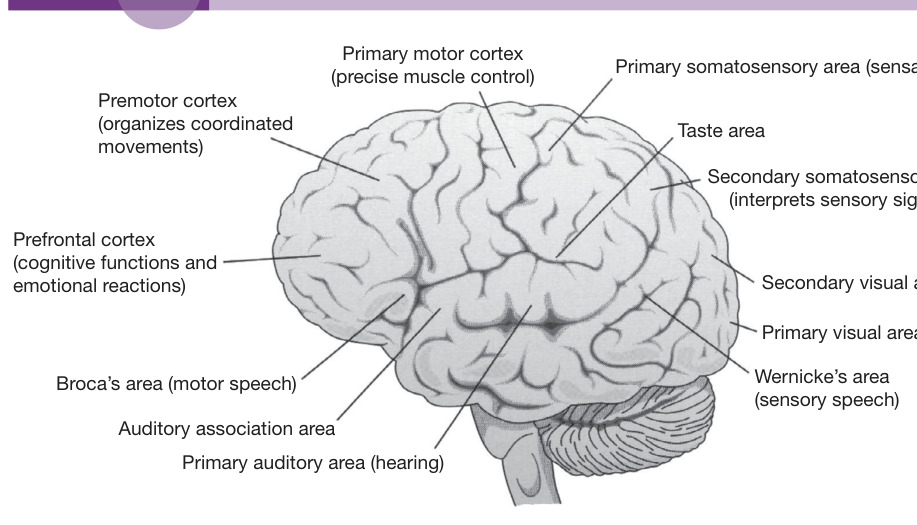 Primary motor cortex
(precise muscle control)
Primary somatosensory area
Premotor cortex
(organizes coordinated
movements)
Taste area
Secondary
(interprets sensory
Prefrontal cortex
(cognitive functions and
emotional reactions)
Secondary visual
Primary visual area
Wernicke's area
(sensory speech)
Broca's area (motor speech)
Auditory association area
Primary auditory area (hearing)